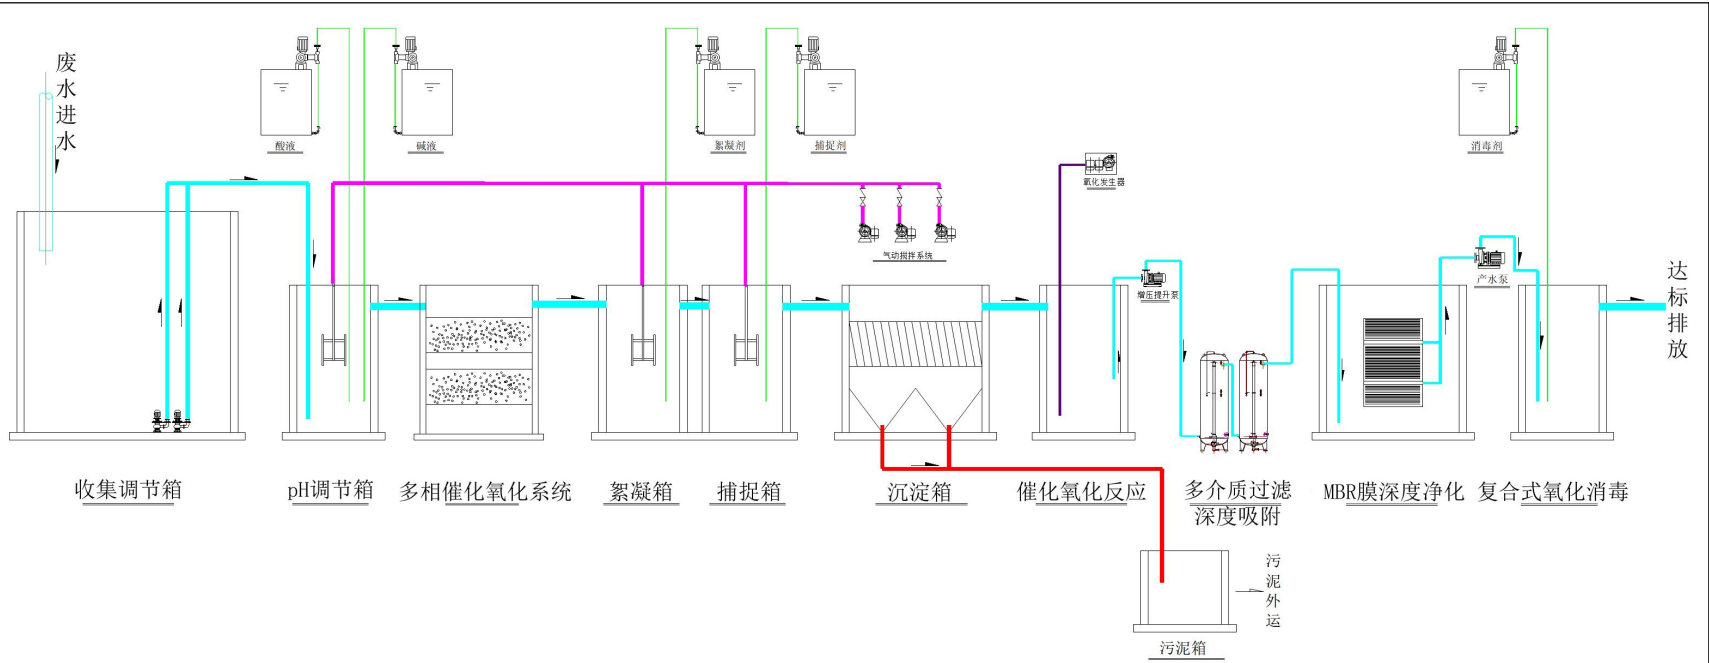 废水进水
酸液
碱液
絮凝剂
捕捉剂
消毒剂
氧化发生器
气动搅拌系统
增压提升泵
产水泵
达标排放
收集调节箱
pH调节箱
多相催化氧化系统
絮凝箱
捕捉箱
沉淀箱
催化氧化反应
多介质过滤
深度吸附
MBR膜深度净化
复合式氧化消毒
污泥外运
污泥箱